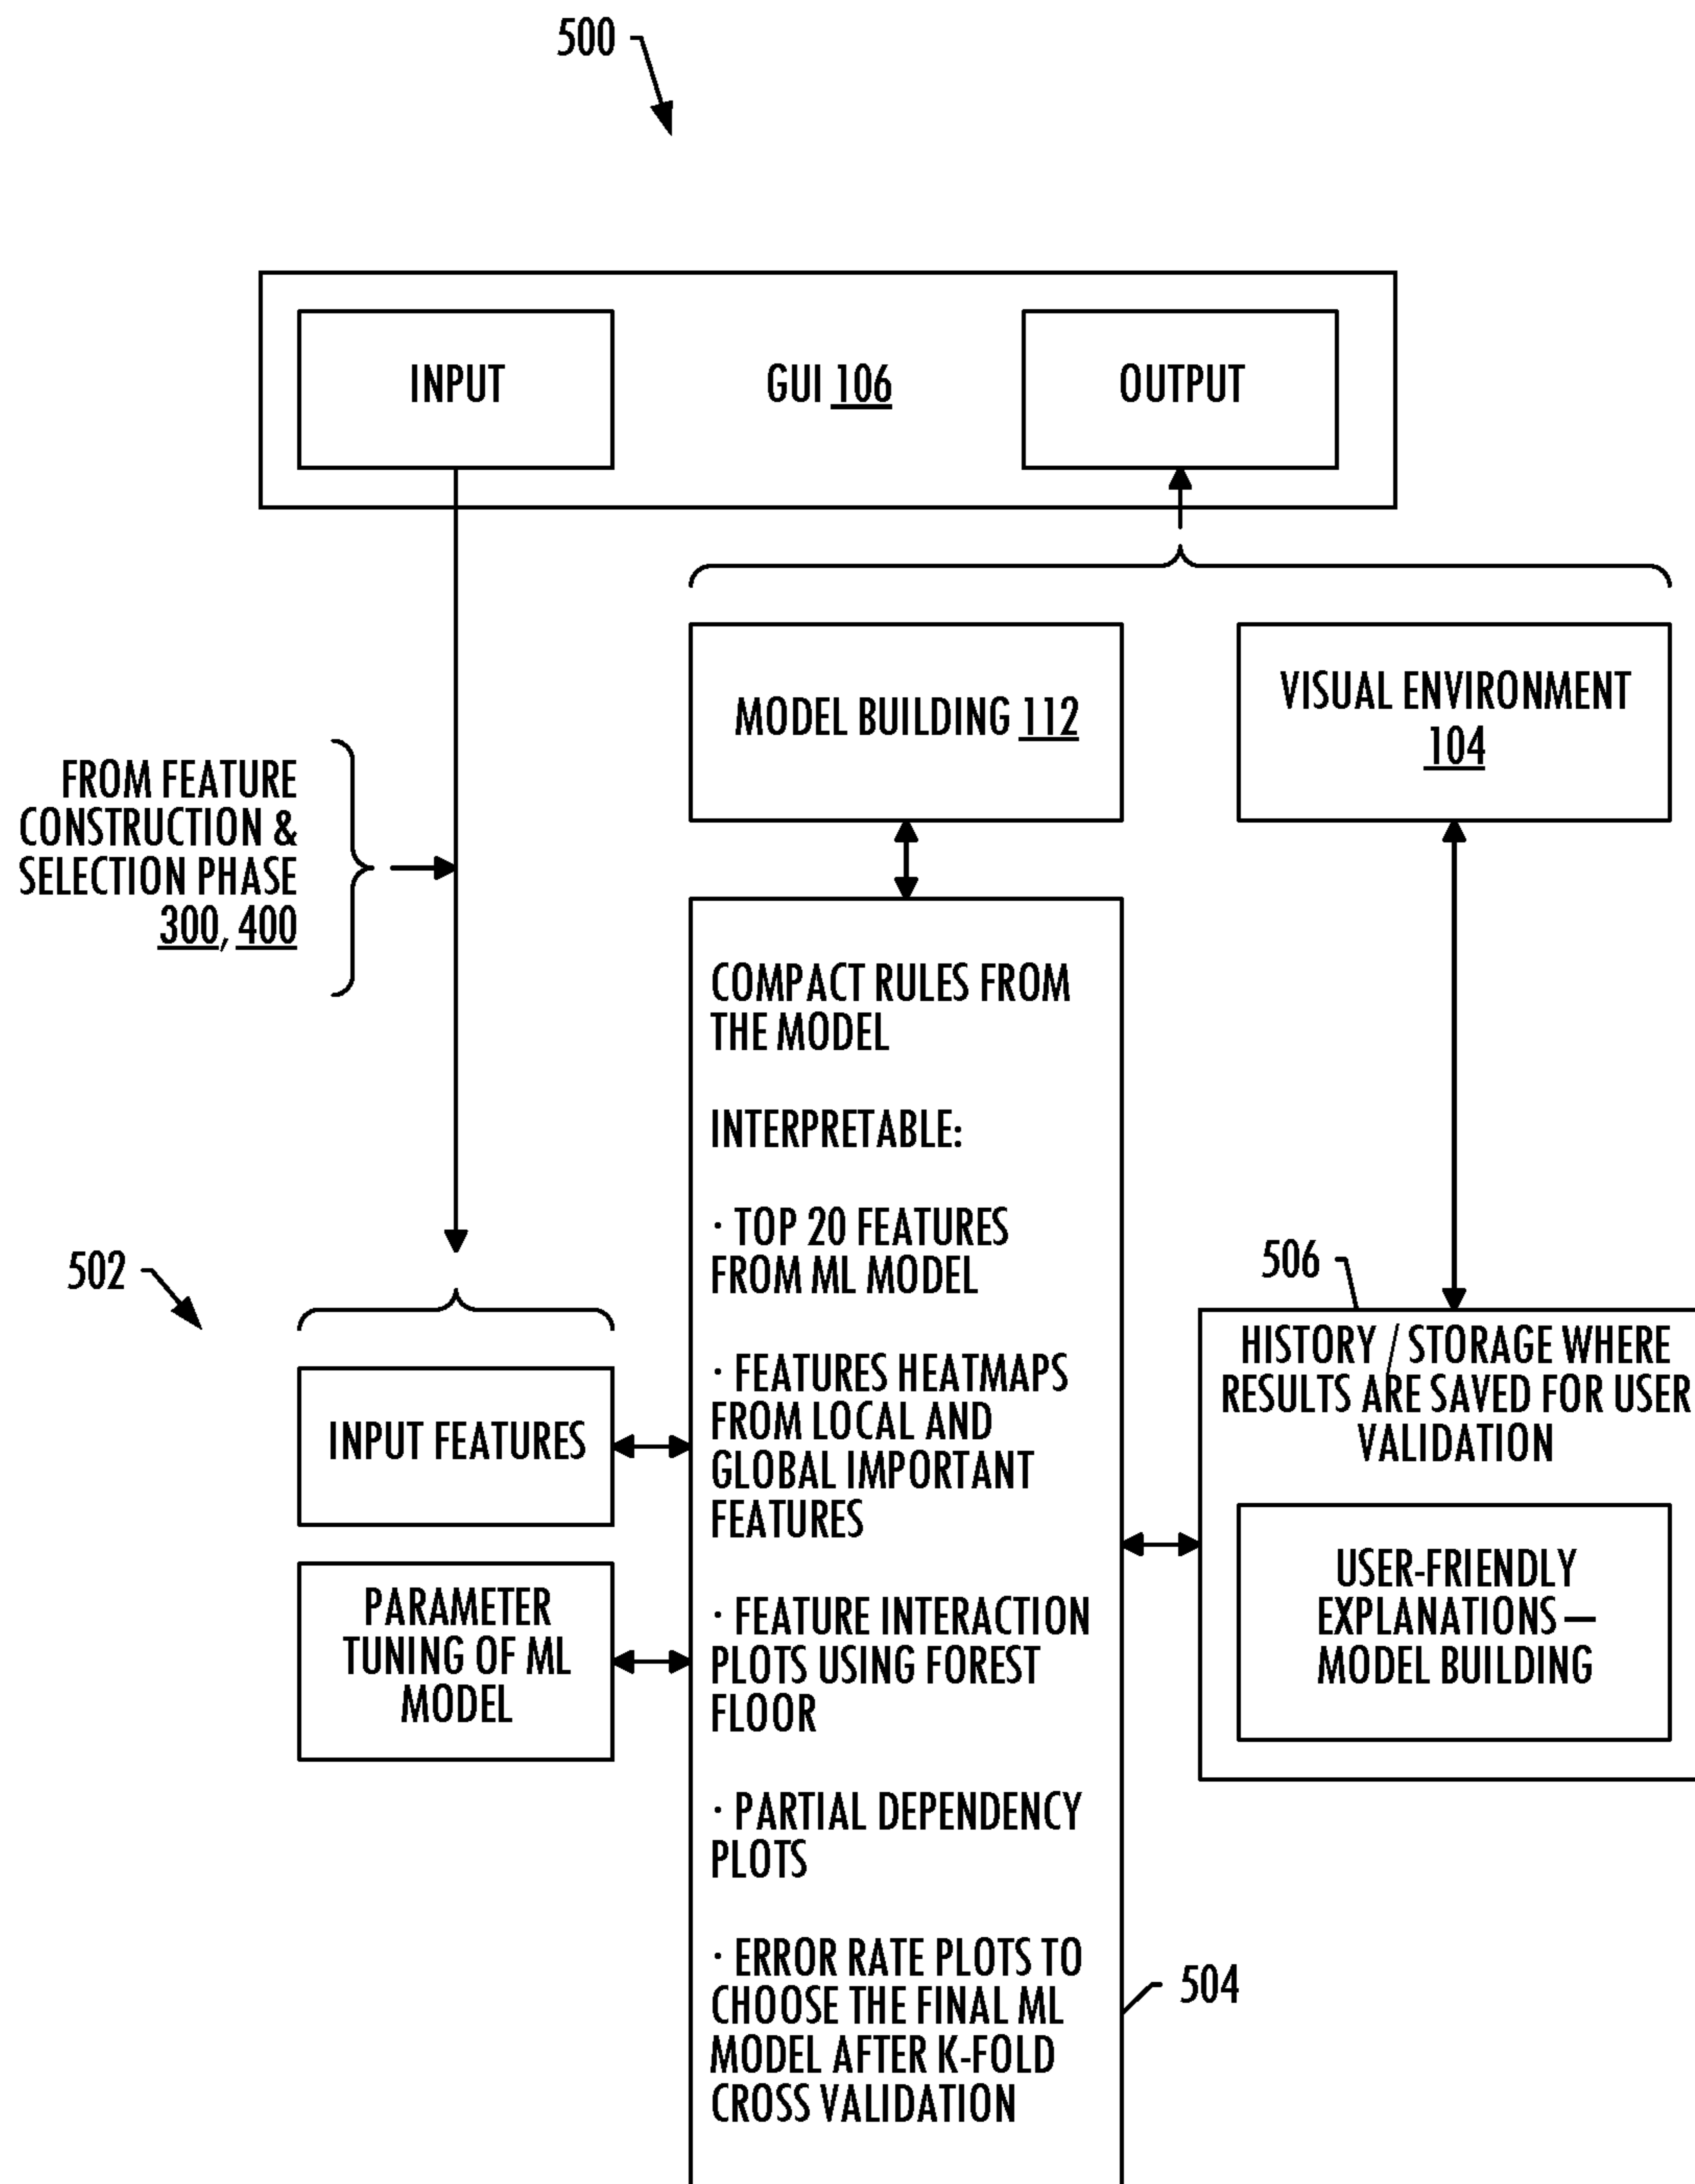 500
INPUT
GUI 106
OUTPUT
MODEL BUILDING 112
VISUAL ENVIRONMENT
104
FROM FEATURE
CONSTRUCTION &
SELECTION PHASE
300, 400
COMPACT RULES FROM
THE MODEL
INTERPRETABLE:
· TOP 20 FEATURES
FROM ML MODEL
· FEATURES HEATMAPS
FROM LOCAL AND
GLOBAL IMPORTANT
FEATURES
· FEATURE INTERACTION
PLOTS USING FOREST
FLOOR
· PARTIAL DEPENDENCY
PLOTS
· ERROR RATE PLOTS TO
CHOOSE THE FINAL ML
MODEL AFTER K-FOLD
CROSS VALIDATION
504
502
INPUT FEATURES
PARAMETER
TUNING OF ML
MODEL
506
HISTORY / STORAGE WHERE
RESULTS ARE SAVED FOR USER
VALIDATION
USER-FRIENDLY
EXPLANATIONS —
MODEL BUILDING